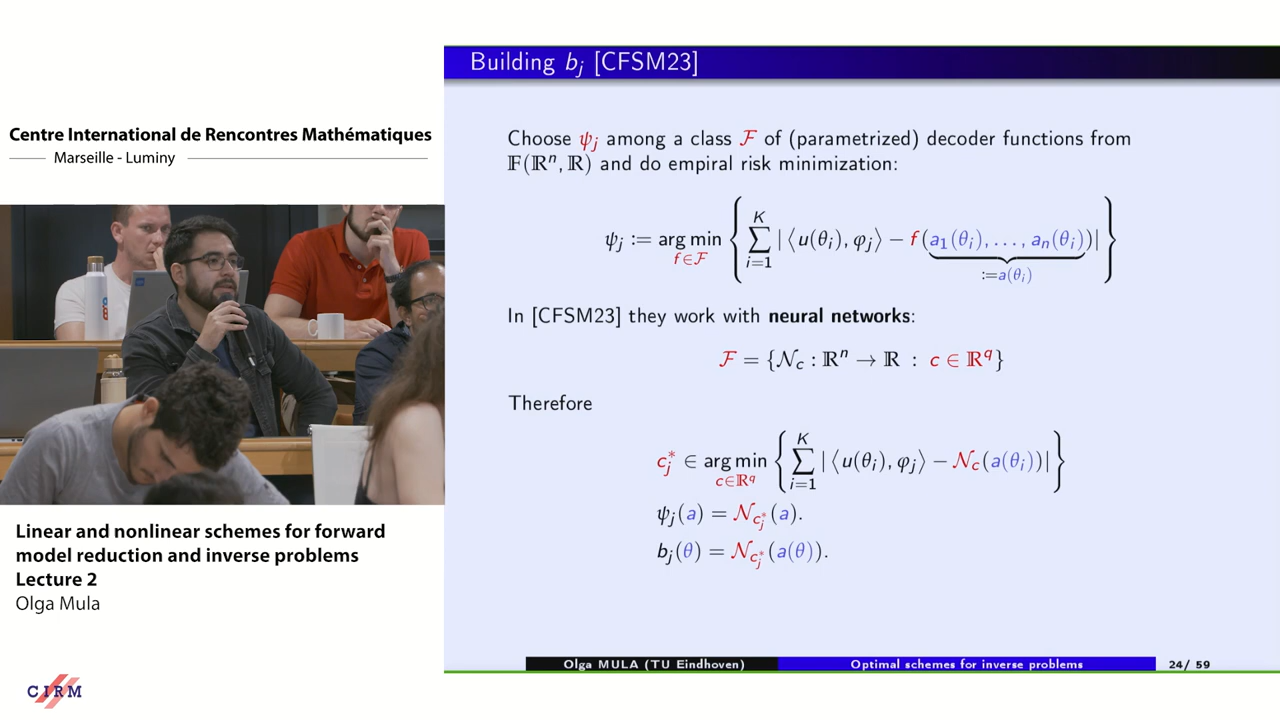 Centre International de Rencontres Mathématiques
Marseille - Luminy
Linear and nonlinear schemes for forward
model reduction and inverse problems
Lecture 2
Olga Mula
CIRM
Building b_j [CFSM23]
Choose ψ_j among a class ℱ of (parametrized) decoder functions from
𝔽(ℝⁿ, ℝ) and do empiral risk minimization:
ψ_j := arg min_{f∈ℱ} { ∑_{i=1}^{K} | ⟨u(θ_i), φ_j⟩ − f(a_1(θ_i), . . . , a_n(θ_i))| }
:=a(θ_i)
In [CFSM23] they work with neural networks:
ℱ = {𝒩_c : ℝⁿ → ℝ : c ∈ ℝ^q}
Therefore
c_j^* ∈ arg min_{c∈ℝ^q} { ∑_{i=1}^{K} | ⟨u(θ_i), φ_j⟩ − 𝒩_c(a(θ_i))| }
ψ_j(a) = 𝒩_{c_j^*}(a).
b_j(θ) = 𝒩_{c_j^*}(a(θ)).
Olga MULA (TU Eindhoven) Optimal schemes for inverse problems 24/ 59